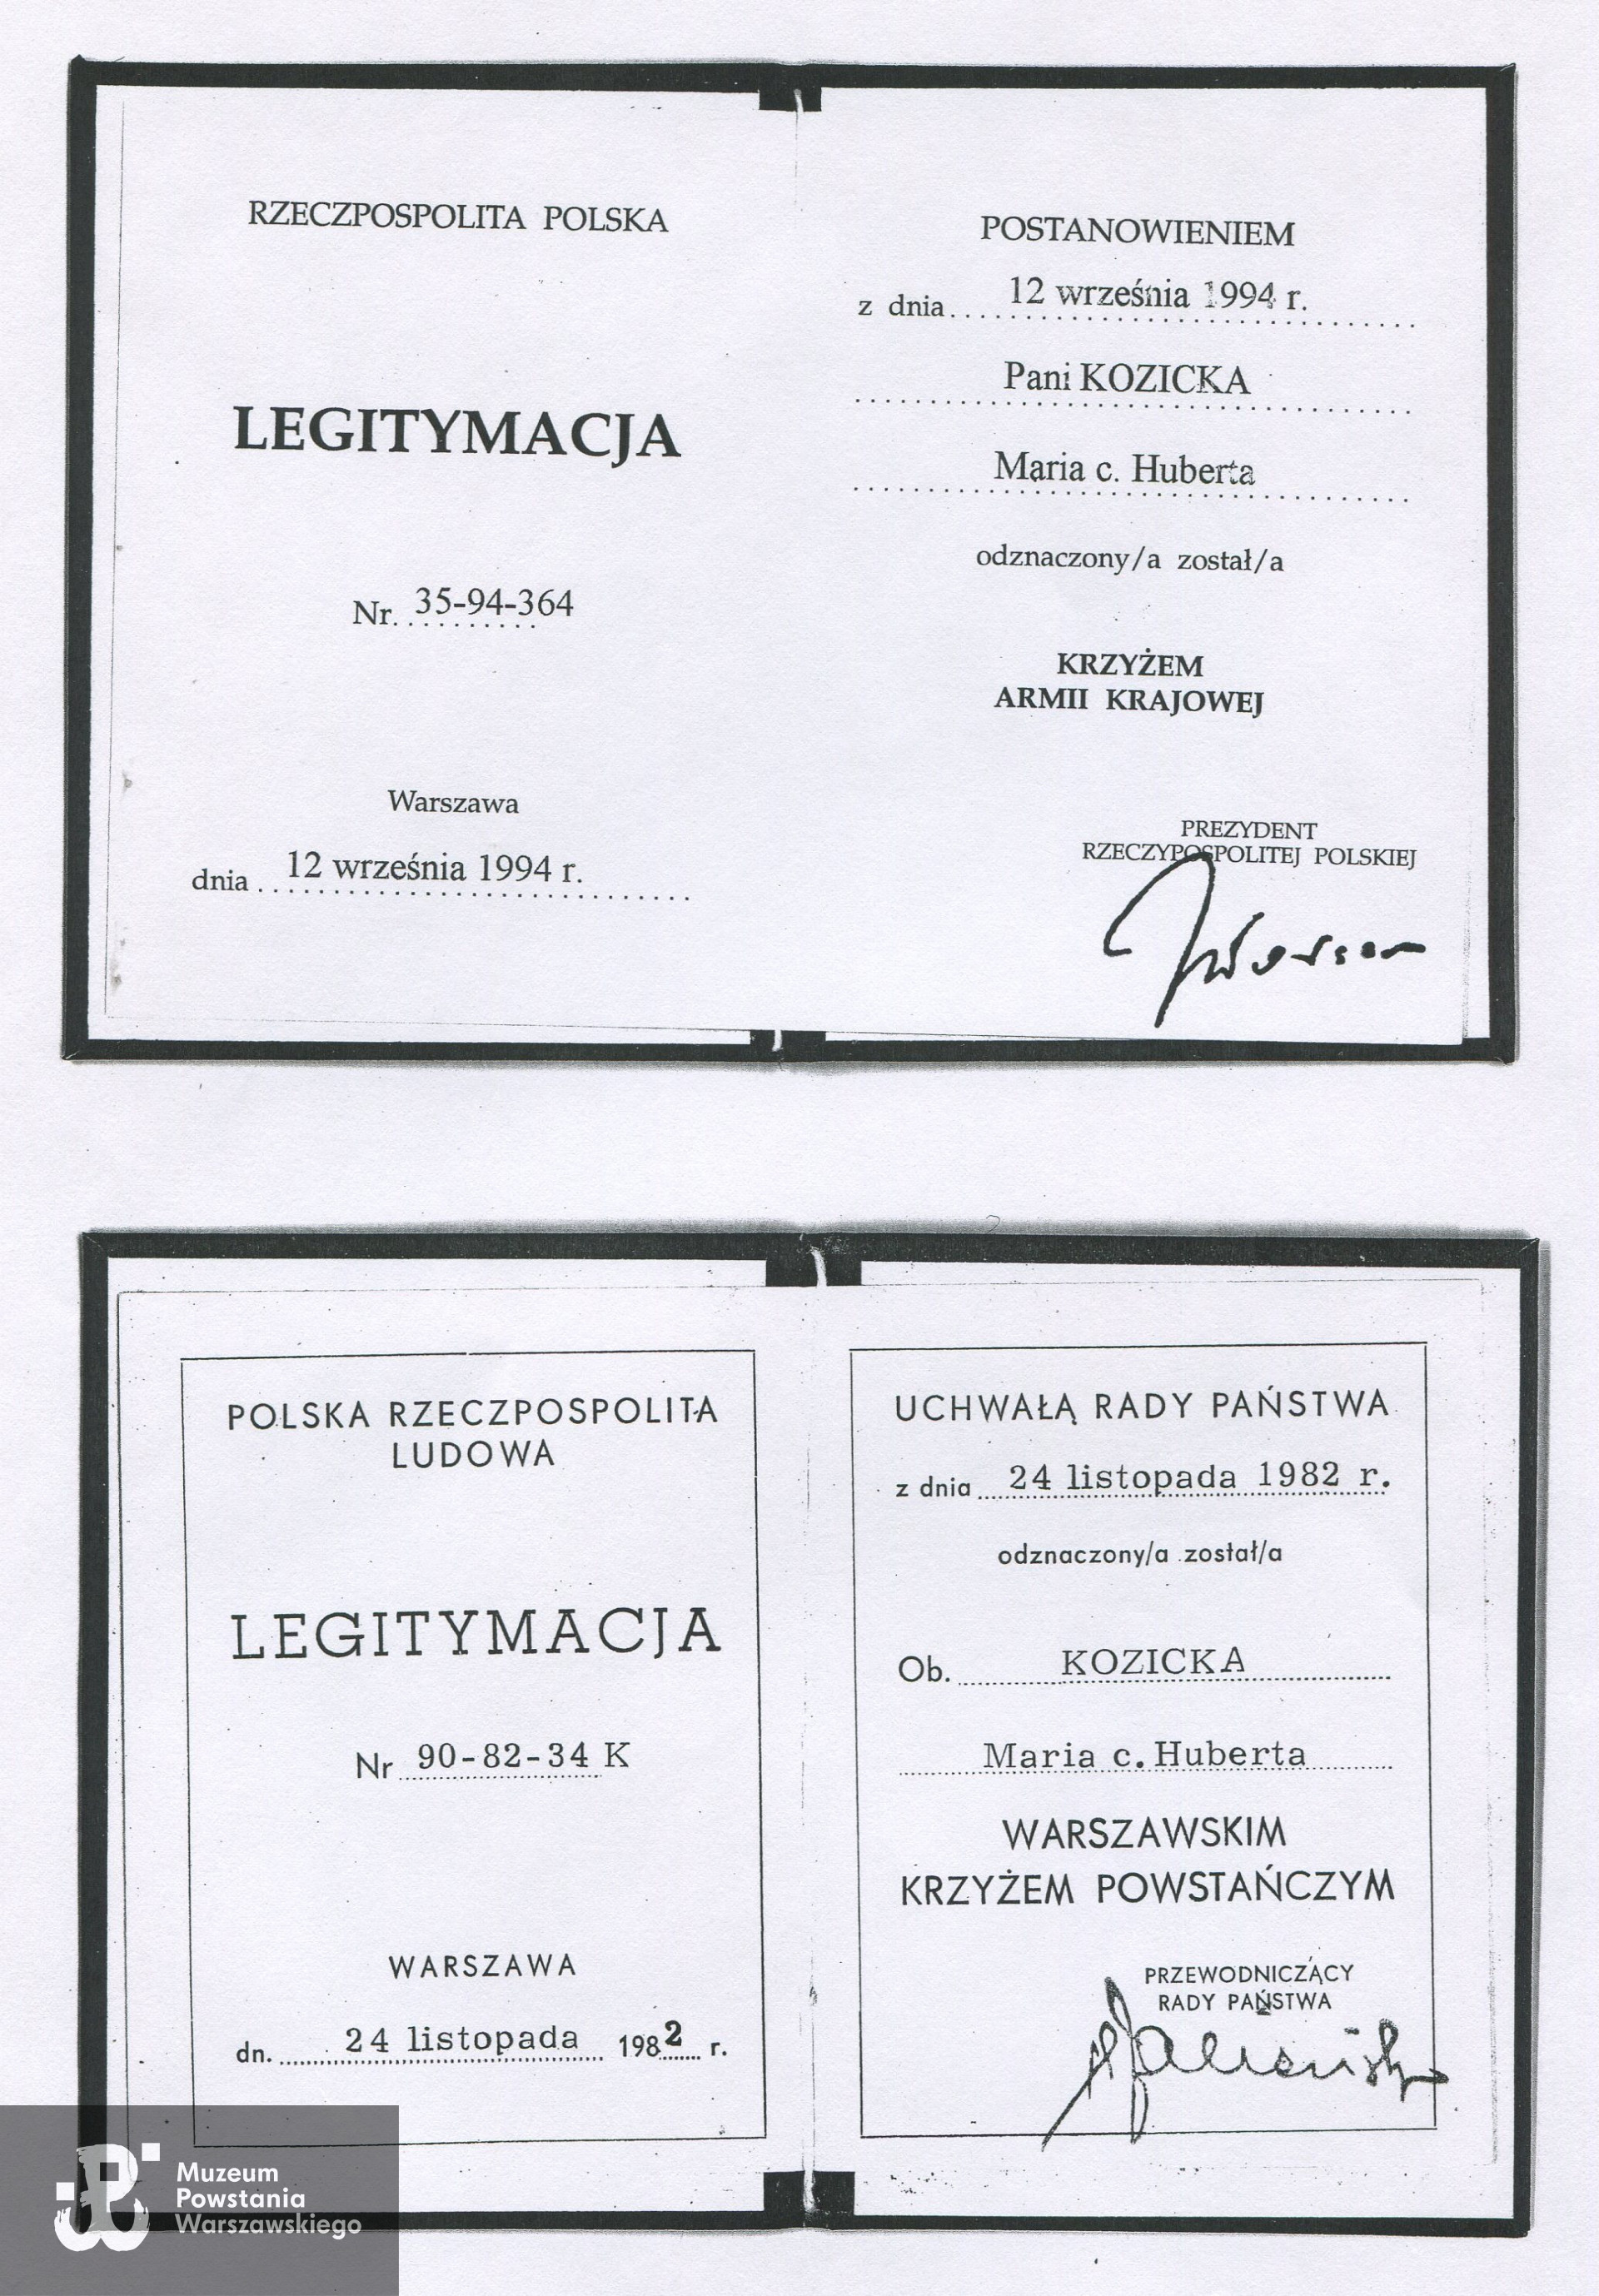 RZECZPOSPOLITA POLSKA
LEGITYMACJA
Nr. 35-94-364
Warszawa
dnia 12 września 1994 r.
POSTANOWIENIEM
z dnia 12 września 1994 r.
Pani KOZICKA
Maria c. Huberta
odznaczony/a został/a
KRZYŻEM
ARMII KRAJOWEJ
PREZYDENT
RZECZYPOSPOLITEJ POLSKIEJ
POLSKA RZECZPOSPOLITA
LUDOWA
LEGITYMACJA
Nr 90-82-34 K
WARSZAWA
dn. 24 listopada 1982 r.
UCHWAŁĄ RADY PAŃSTWA
z dnia 24 listopada 1982 r.
odznaczony/a został/a
Ob. KOZICKA
Maria c. Huberta
WARSZAWSKIM
KRZYŻEM POWSTAŃCZYM
PRZEWODNICZĄCY
RADY PAŃSTWA
Muzeum
Powstania
Warszawskiego